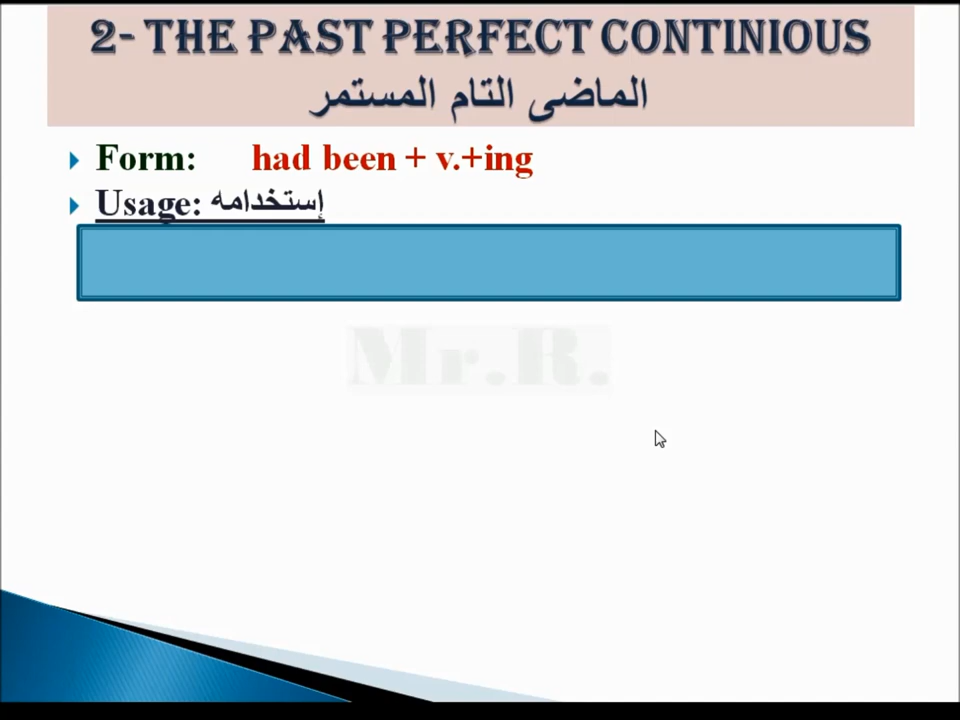 2- THE PAST PERFECT CONTINIOUS
الماضى التام المستمر
Form: had been + v.+ing
Usage: إستخدامه
Mr.R.